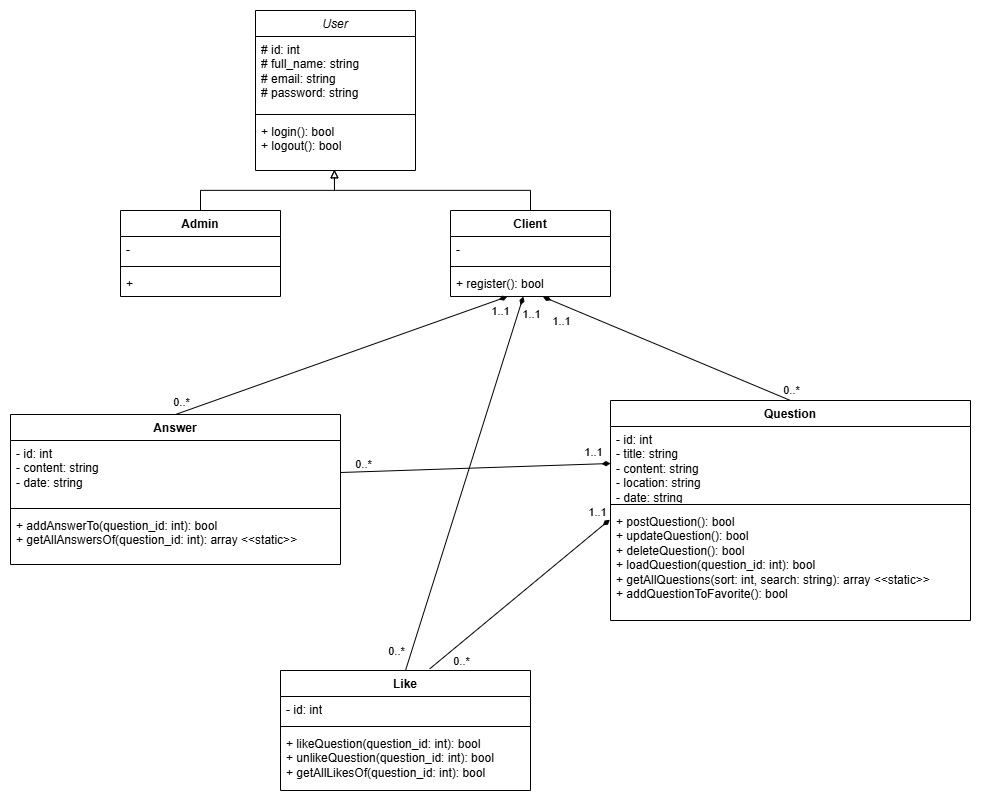 User
# id: int
# full_name: string
# email: string
# password: string
+ login(): bool
+ logout(): bool
Admin
-
+
Client
-
+ register(): bool
1..1
1..1
1..1
0..*
0..*
Answer
- id: int
- content: string
- date: string
+ addAnswerTo(question_id: int): bool
+ getAllAnswersOf(question_id: int): array <<static>>
0..*
1..1
Question
- id: int
- title: string
- content: string
- location: string
- date: string
+ postQuestion(): bool
+ updateQuestion(): bool
+ deleteQuestion(): bool
+ loadQuestion(question_id: int): bool
+ getAllQuestions(sort: int, search: string): array <<static>>
+ addQuestionToFavorite(): bool
1..1
0..*
0..*
Like
- id: int
+ likeQuestion(question_id: int): bool
+ unlikeQuestion(question_id: int): bool
+ getAllLikesOf(question_id: int): bool